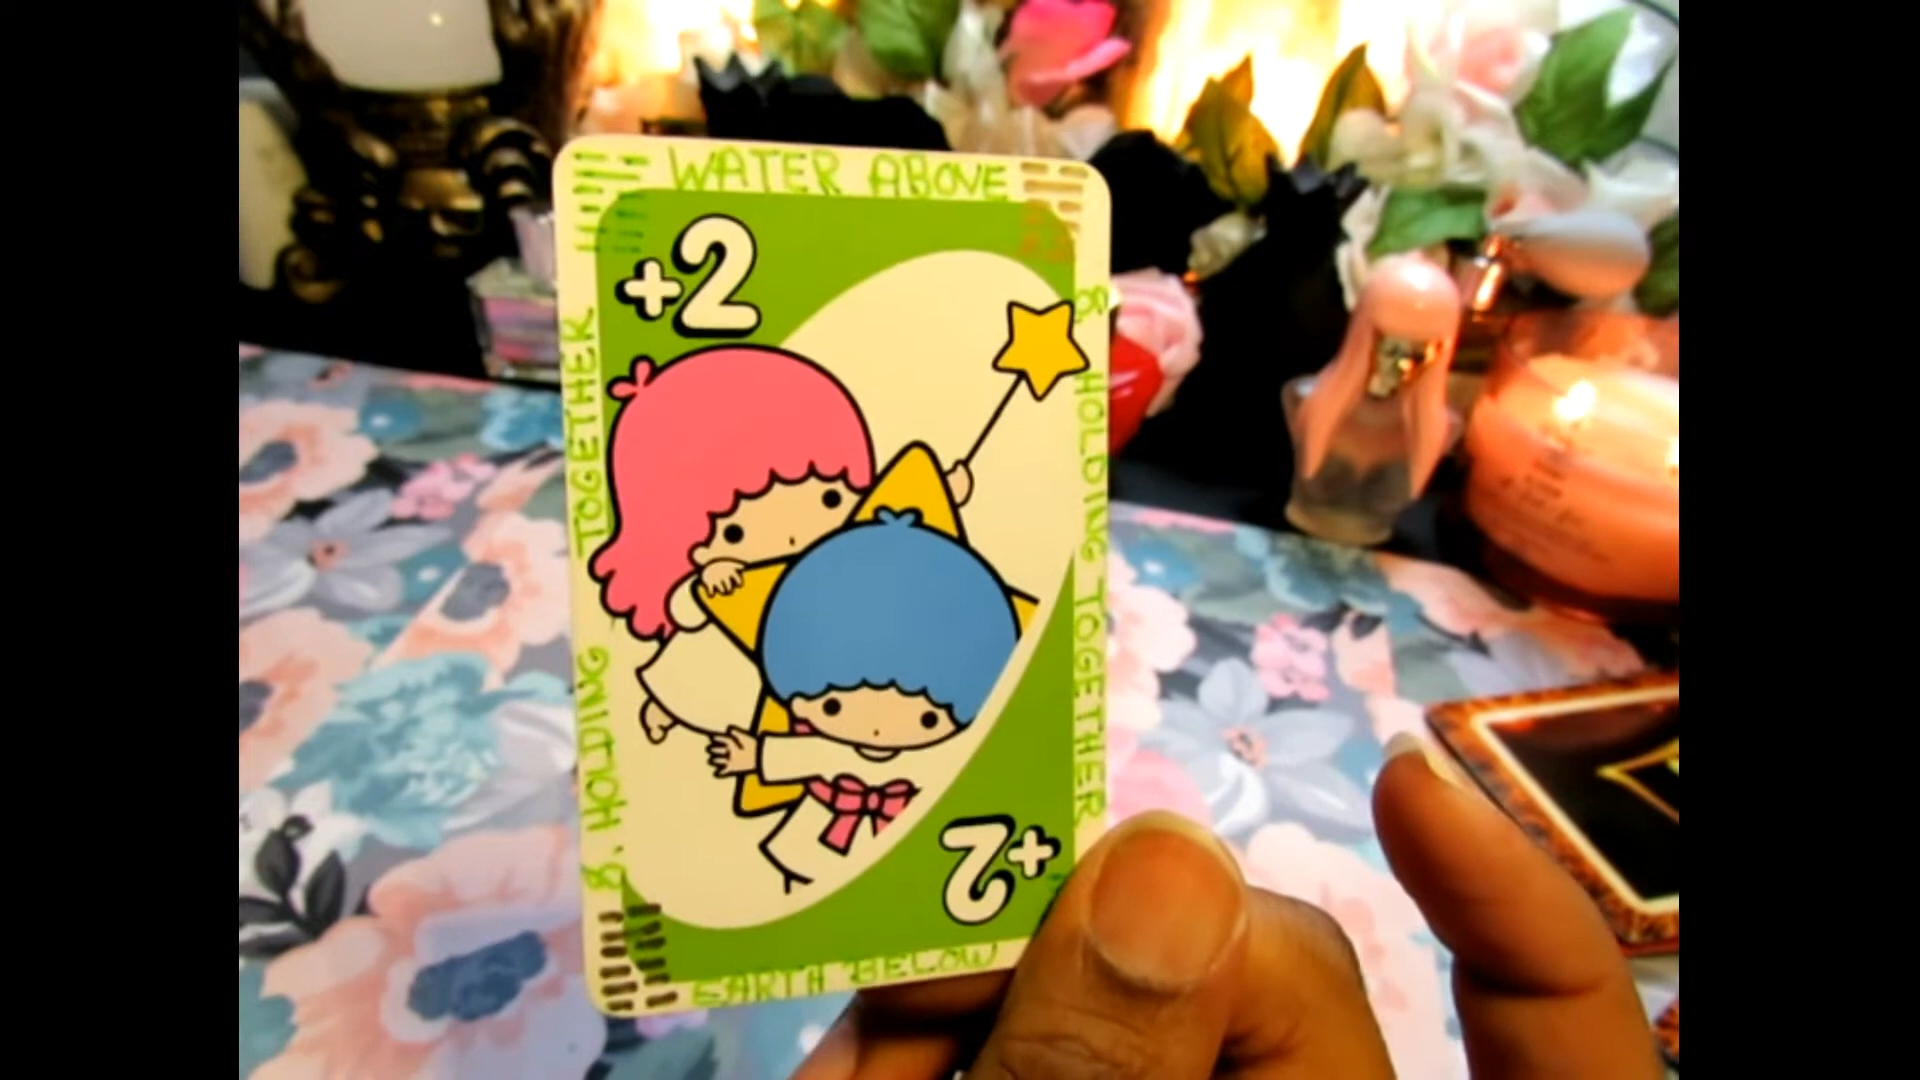 WATER ABOVE
+2
8. HOLDING TOGETHER
8. HOLDING TOGETHER
+2
EARTH BELOW